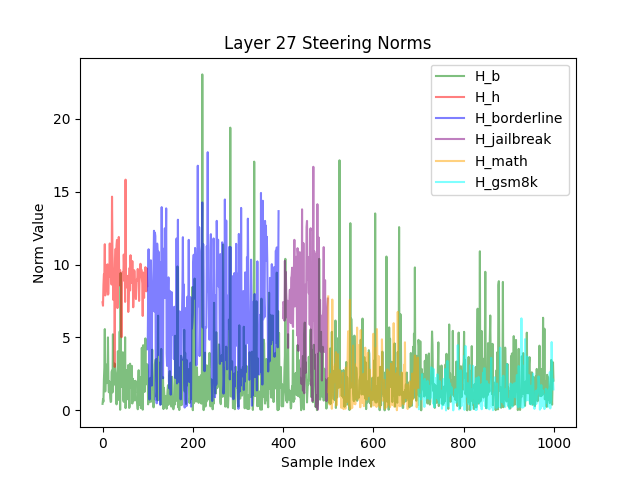 Layer 27 Steering Norms
Norm Value
20
15
10
5
0
0
200
400
600
800
1000
Sample Index
H_b
H_h
H_borderline
H_jailbreak
H_math
H_gsm8k